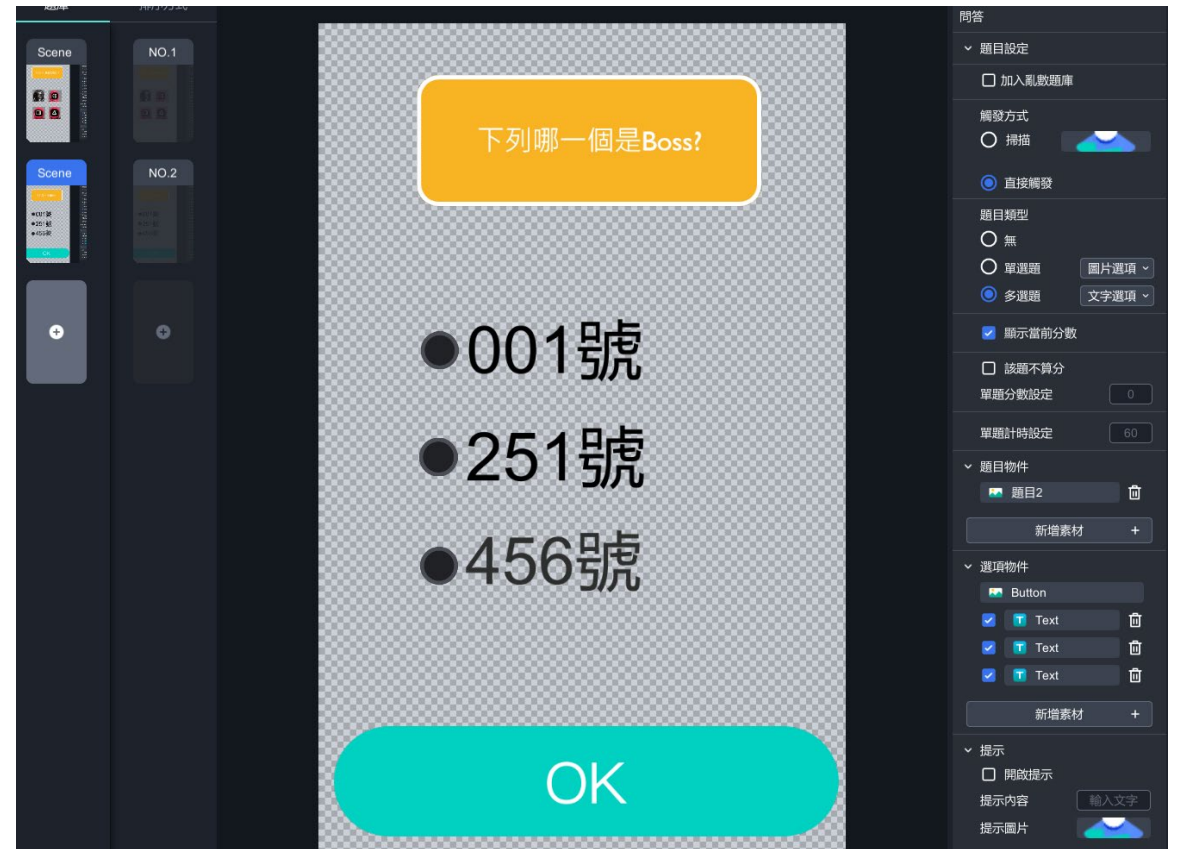 Scene
NO.1
Scene
NO.2
下列哪一個是Boss?
001號
251號
456號
OK
問答
題目設定
加入亂數題庫
觸發方式
掃描
直接觸發
題目類型
無
單選題 圖片選項
多選題 文字選項
顯示當前分數
該題不算分
單題分數設定 0
單題計時設定 60
題目物件
題目2
新增素材 +
選項物件
Button
Text
Text
Text
新增素材 +
提示
開啟提示
提示內容 輸入文字
提示圖片